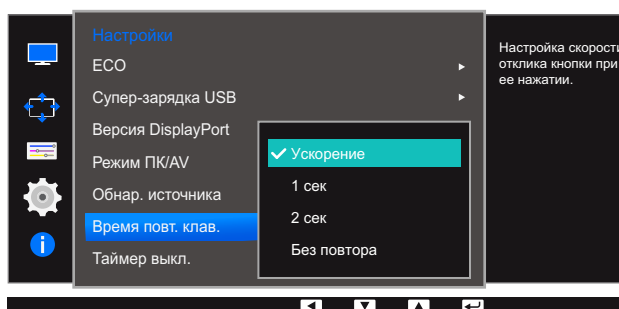 Настройки
ECO
Супер-зарядка USB
Версия DisplayPort
Режим ПК/AV
Обнар. источника
Время повт. клав.
Таймер выкл.
Ускорение
1 сек
2 сек
Без повтора
Настройка скорости
отклика кнопки при
ее нажатии.